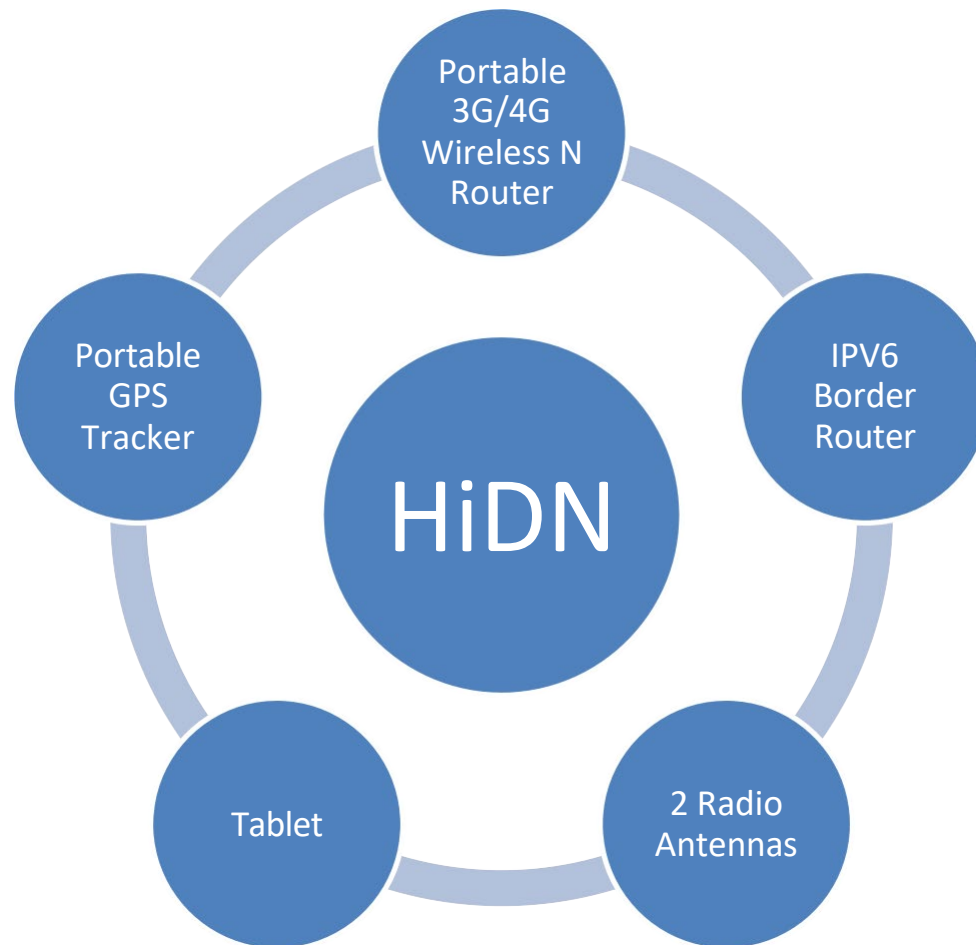 Portable
3G/4G
Wireless N
Router
Portable
GPS
Tracker
IPV6
Border
Router
HiDN
Tablet
2 Radio
Antennas